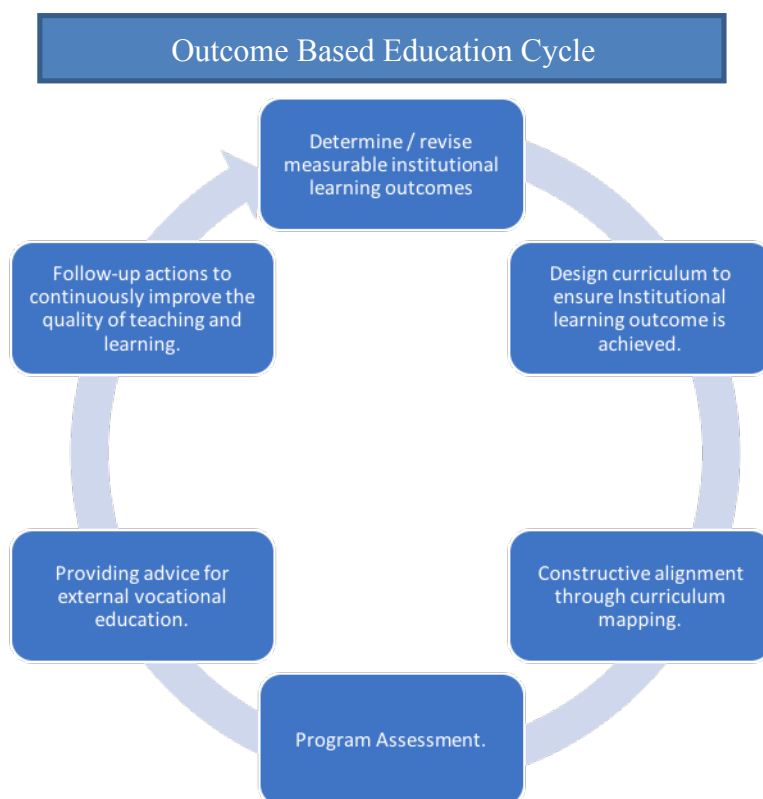 Outcome Based Education Cycle
Determine / revise
measurable institutional
learning outcomes
Design curriculum to
ensure Institutional
learning outcome is
achieved.
Constructive alignment
through curriculum
mapping.
Program Assessment.
Providing advice for
external vocational
education.
Follow-up actions to
continuously improve the
quality of teaching and
learning.